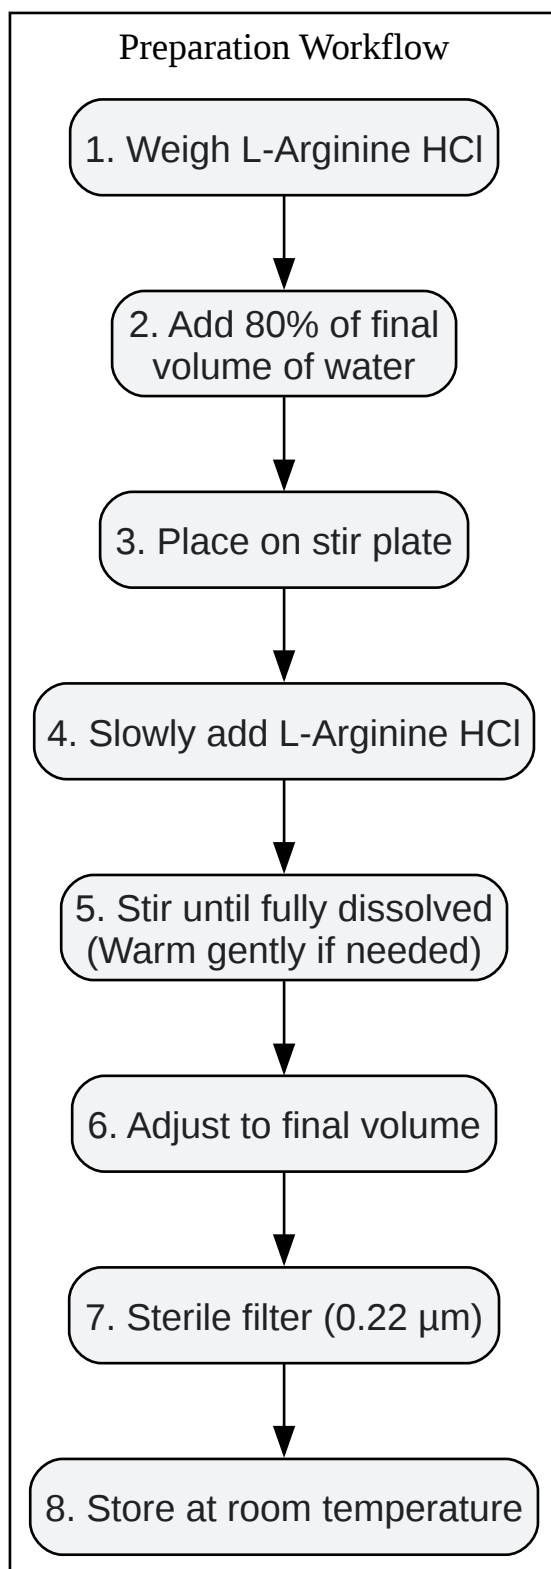 Preparation Workflow
1. Weigh L-Arginine HCl
2. Add 80% of final
volume of water
3. Place on stir plate
4. Slowly add L-Arginine HCl
5. Stir until fully dissolved
(Warm gently if needed)
6. Adjust to final volume
7. Sterile filter (0.22 µm)
8. Store at room temperature